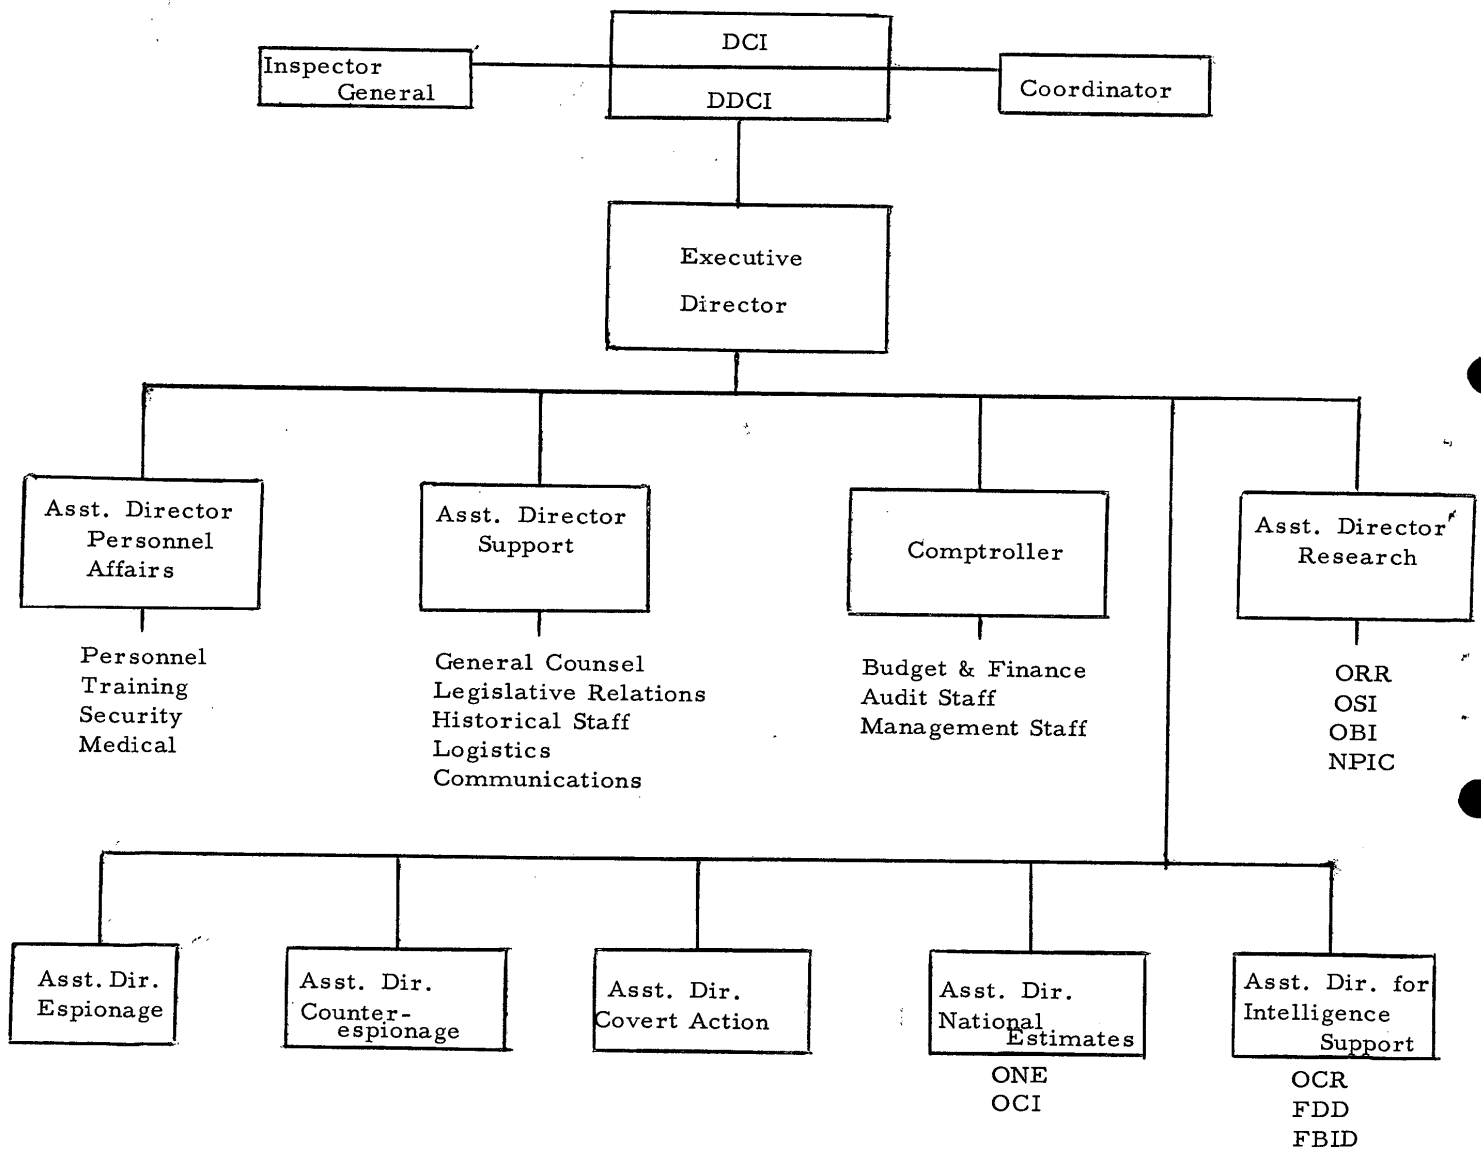 DCI
Inspector
General
DDCI
Coordinator
Executive
Director
Asst. Director
Personnel
Affairs
Asst. Director
Support
Comptroller
Asst. Director
Research
Personnel
Training
Security
Medical
General Counsel
Legislative Relations
Historical Staff
Logistics
Communications
Budget & Finance
Audit Staff
Management Staff
ORR
OSI
OBI
NPIC
Asst. Dir.
Espionage
Asst. Dir.
Counter-
espionage
Asst. Dir.
Covert Action
Asst. Dir.
National
Estimates
ONE
OCI
Asst. Dir. for
Intelligence
Support
OCR
FDD
FBID